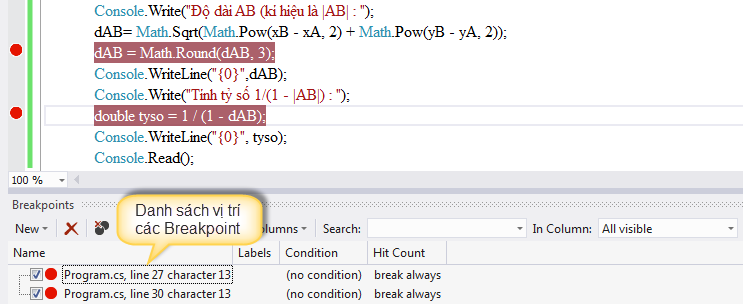 Console.Write("Độ dài AB (kí hiệu là |AB| : ");
dAB= Math.Sqrt(Math.Pow(xB - xA, 2) + Math.Pow(yB - yA, 2));
dAB = Math.Round(dAB, 3);
Console.WriteLine("{0}",dAB);
Console.Write("Tính tỷ số 1/(1 - |AB|) : ");
double tyso = 1 / (1 - dAB);
Console.WriteLine("{0}", tyso);
Console.Read();
100 %
Breakpoints
Danh sách vị trí
các Breakpoint
New Columns Search: In Column: All visible
Name Labels Condition Hit Count
Program.cs, line 27 character 13 (no condition) break always
Program.cs, line 30 character 13 (no condition) break always